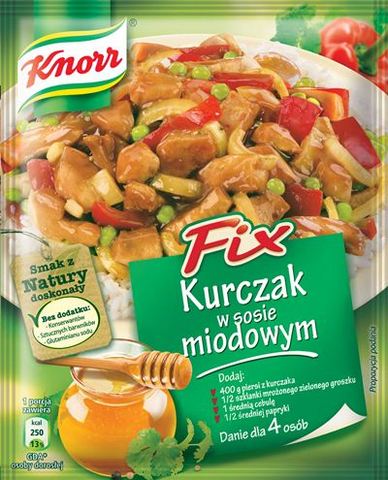 Knorr
®
Smak z
Natury
doskonały
Bez dodatku:
- Konserwantów
- Sztucznych barwników
- Glutaminianu sodu
Fix
Kurczak
w sosie
miodowym
Dodaj:
400 g piersi z kurczaka
1/2 szklanki mrożonego zielonego groszku
1 średnią cebulę
1/2 średniej papryki
Danie dla 4 osób
Propozycja podania
1 porcja
zawiera
kcal
250
13%
GDA* dla
osoby dorosłej